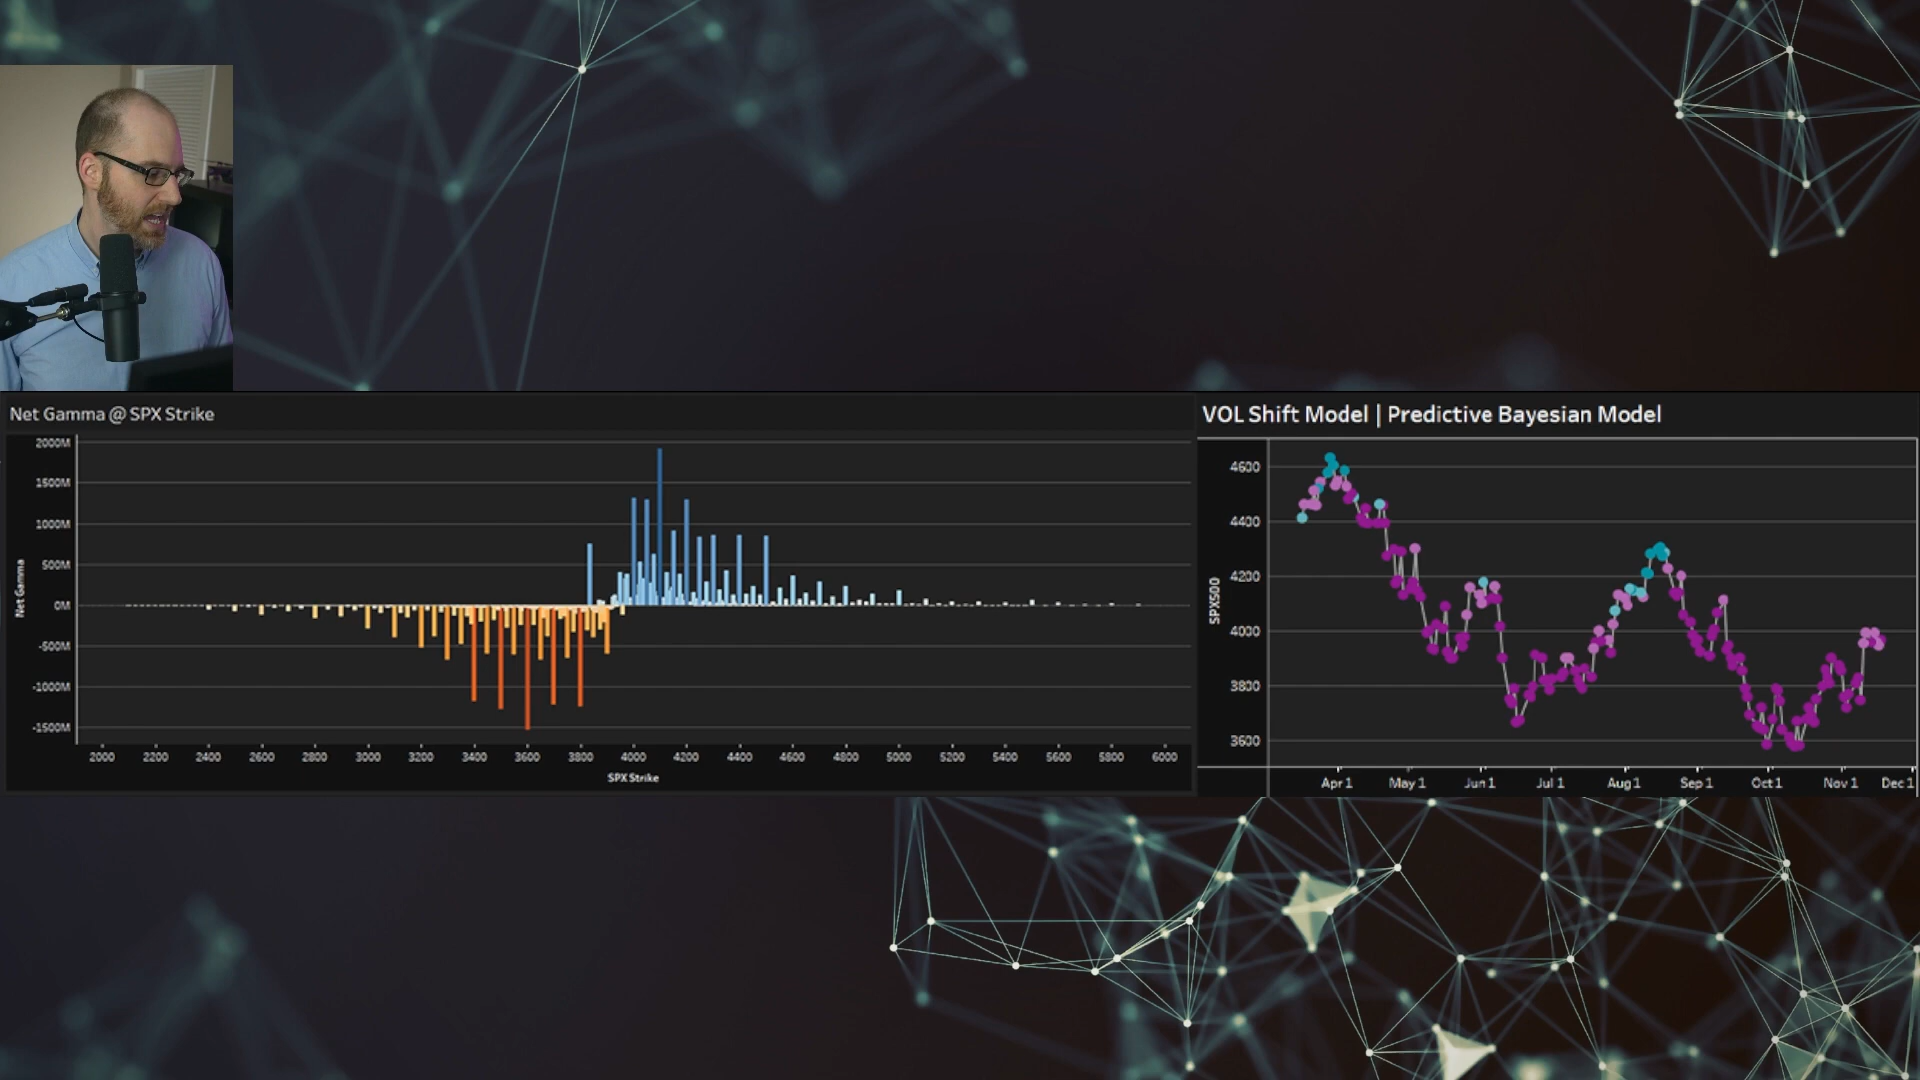 Net Gamma @ SPX Strike
2000M
1500M
1000M
500M
0M
-500M
-1000M
-1500M
Net Gamma
2000 2200 2400 2600 2800 3000 3200 3400 3600 3800 4000 4200 4400 4600 4800 5000 5200 5400 5600 5800 6000
SPX Strike
VOL Shift Model | Predictive Bayesian Model
4600
4400
4200
4000
3800
3600
SPX500
Apr 1 May 1 Jun 1 Jul 1 Aug 1 Sep 1 Oct 1 Nov 1 Dec 1